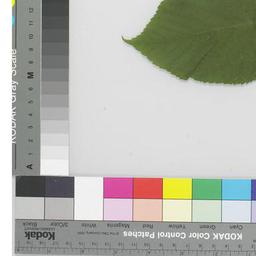 KODAK Gray Scale
A 1 2 3 4 5 6 M 8 9 10 11 12
KODAK Color Control Patches
Kodak
Cyan Green Yellow Red Magenta White 3/Color Black